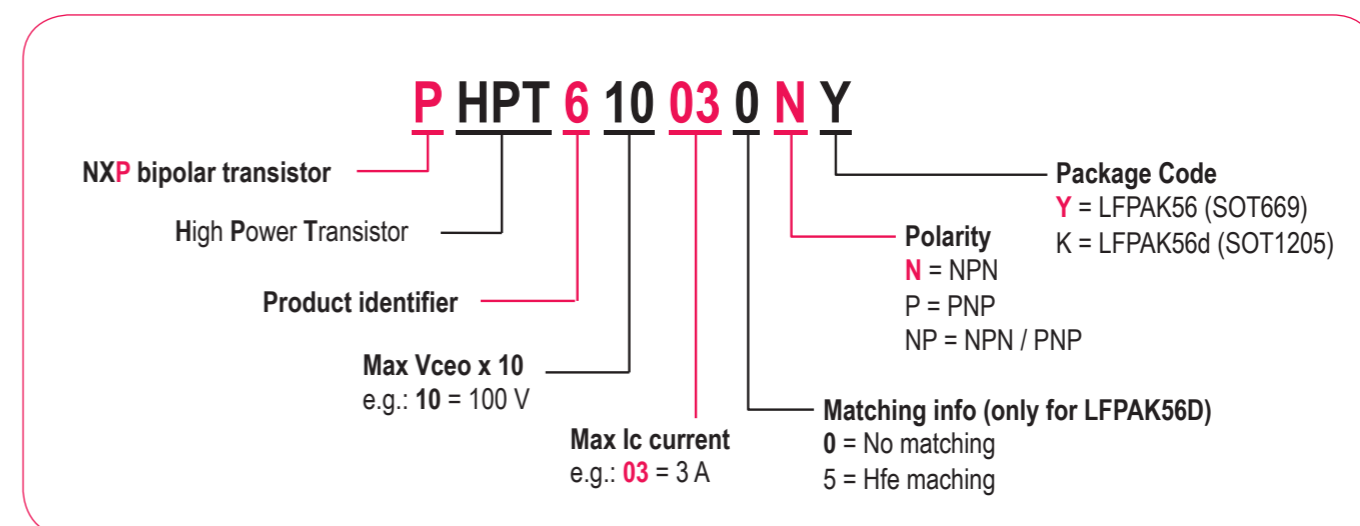 P HPT 6 10 03 0 N Y
NXP bipolar transistor
High Power Transistor
Product identifier
Max Vceo x 10
e.g.: 10 = 100 V
Max Ic current
e.g.: 03 = 3 A
Matching info (only for LFPAK56D)
0 = No matching
5 = Hfe maching
Polarity
N = NPN
P = PNP
NP = NPN / PNP
Package Code
Y = LFPAK56 (SOT669)
K = LFPAK56d (SOT1205)